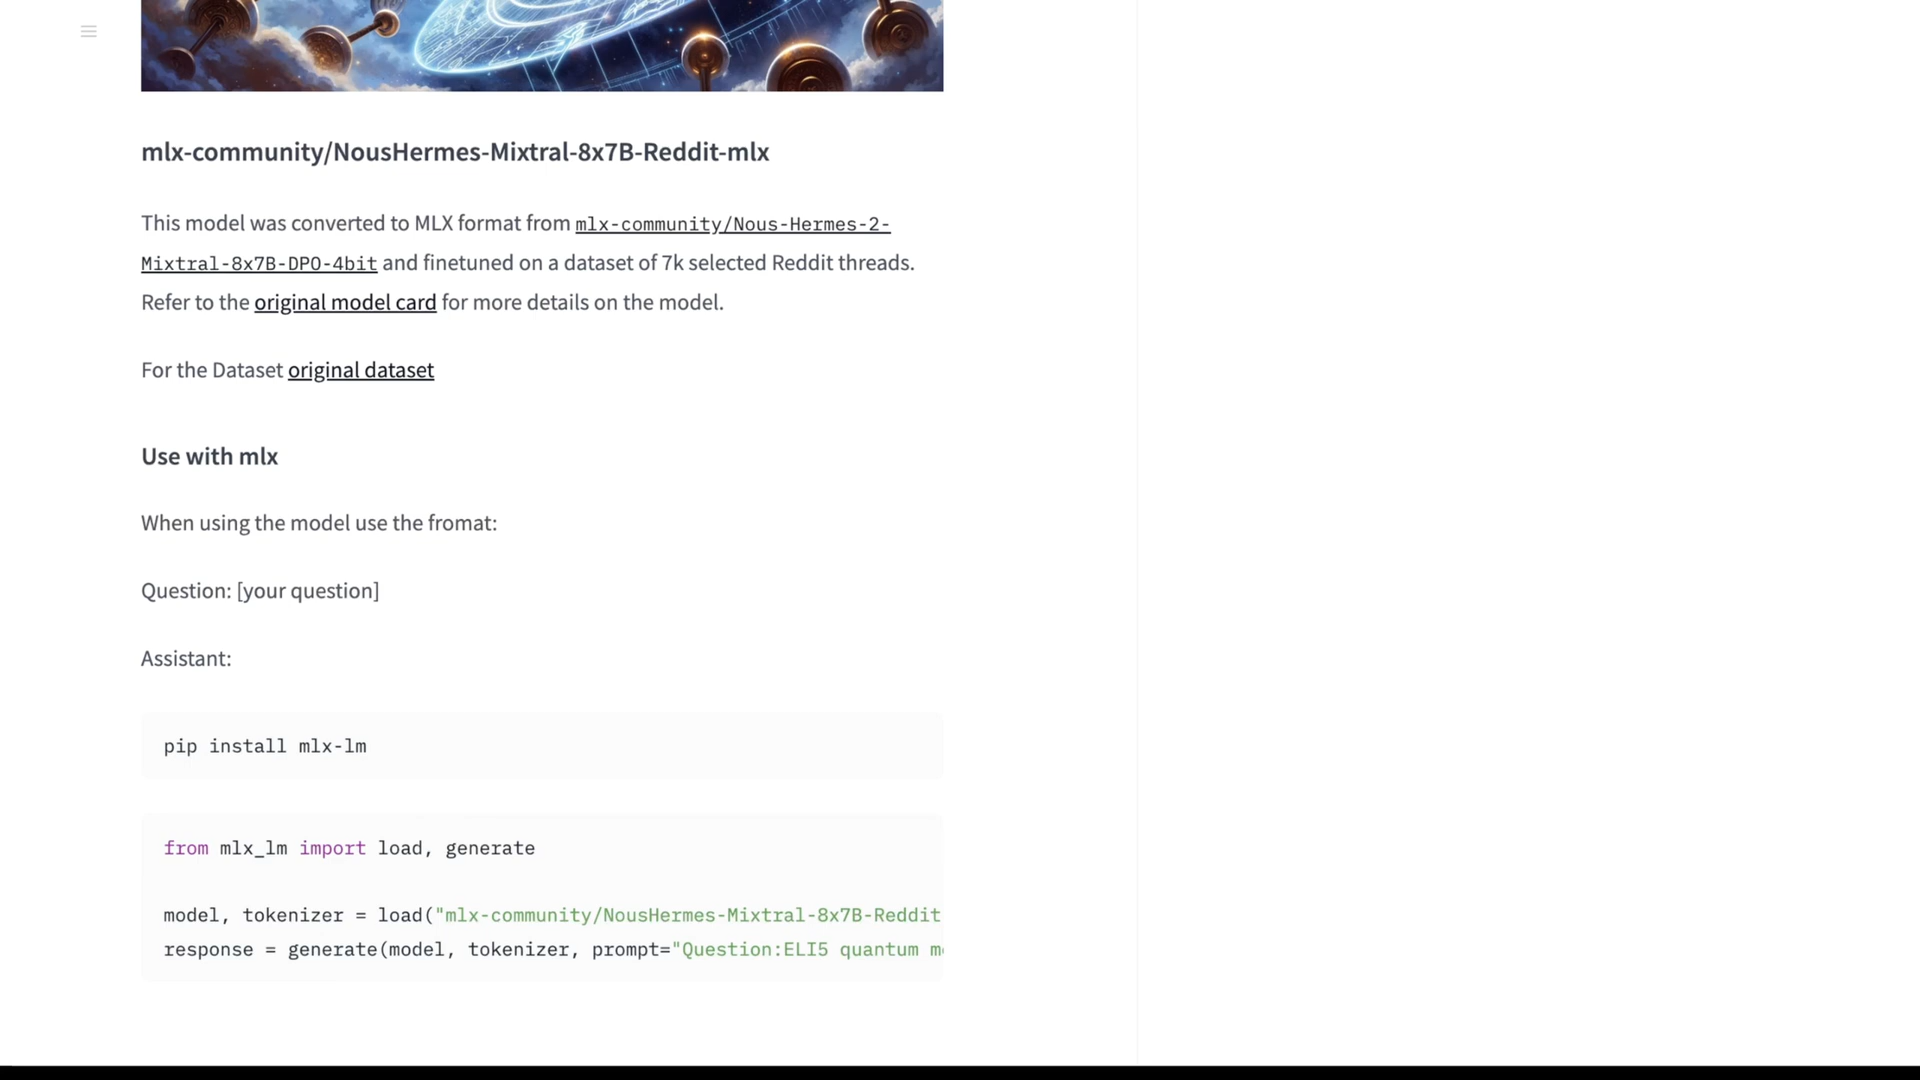 mlx-community/NousHermes-Mixtral-8x7B-Reddit-mlx
This model was converted to MLX format from mlx-community/Nous-Hermes-2-
Mixtral-8x7B-DPO-4bit and finetuned on a dataset of 7k selected Reddit threads.
Refer to the original model card for more details on the model.
For the Dataset original dataset
Use with mlx
When using the model use the fromat:
Question: [your question]
Assistant:
pip install mlx-lm
from mlx_lm import load, generate
model, tokenizer = load("mlx-community/NousHermes-Mixtral-8x7B-Reddit
response = generate(model, tokenizer, prompt="Question:ELI5 quantum